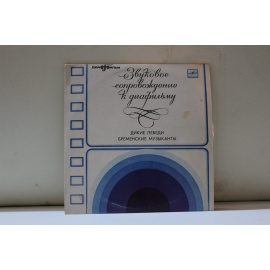 Звуковое
сопровождение
к диафильму
ДИКИЕ ЛЕБЕДИ
БРЕМЕНСКИЕ МУЗЫКАНТЫ